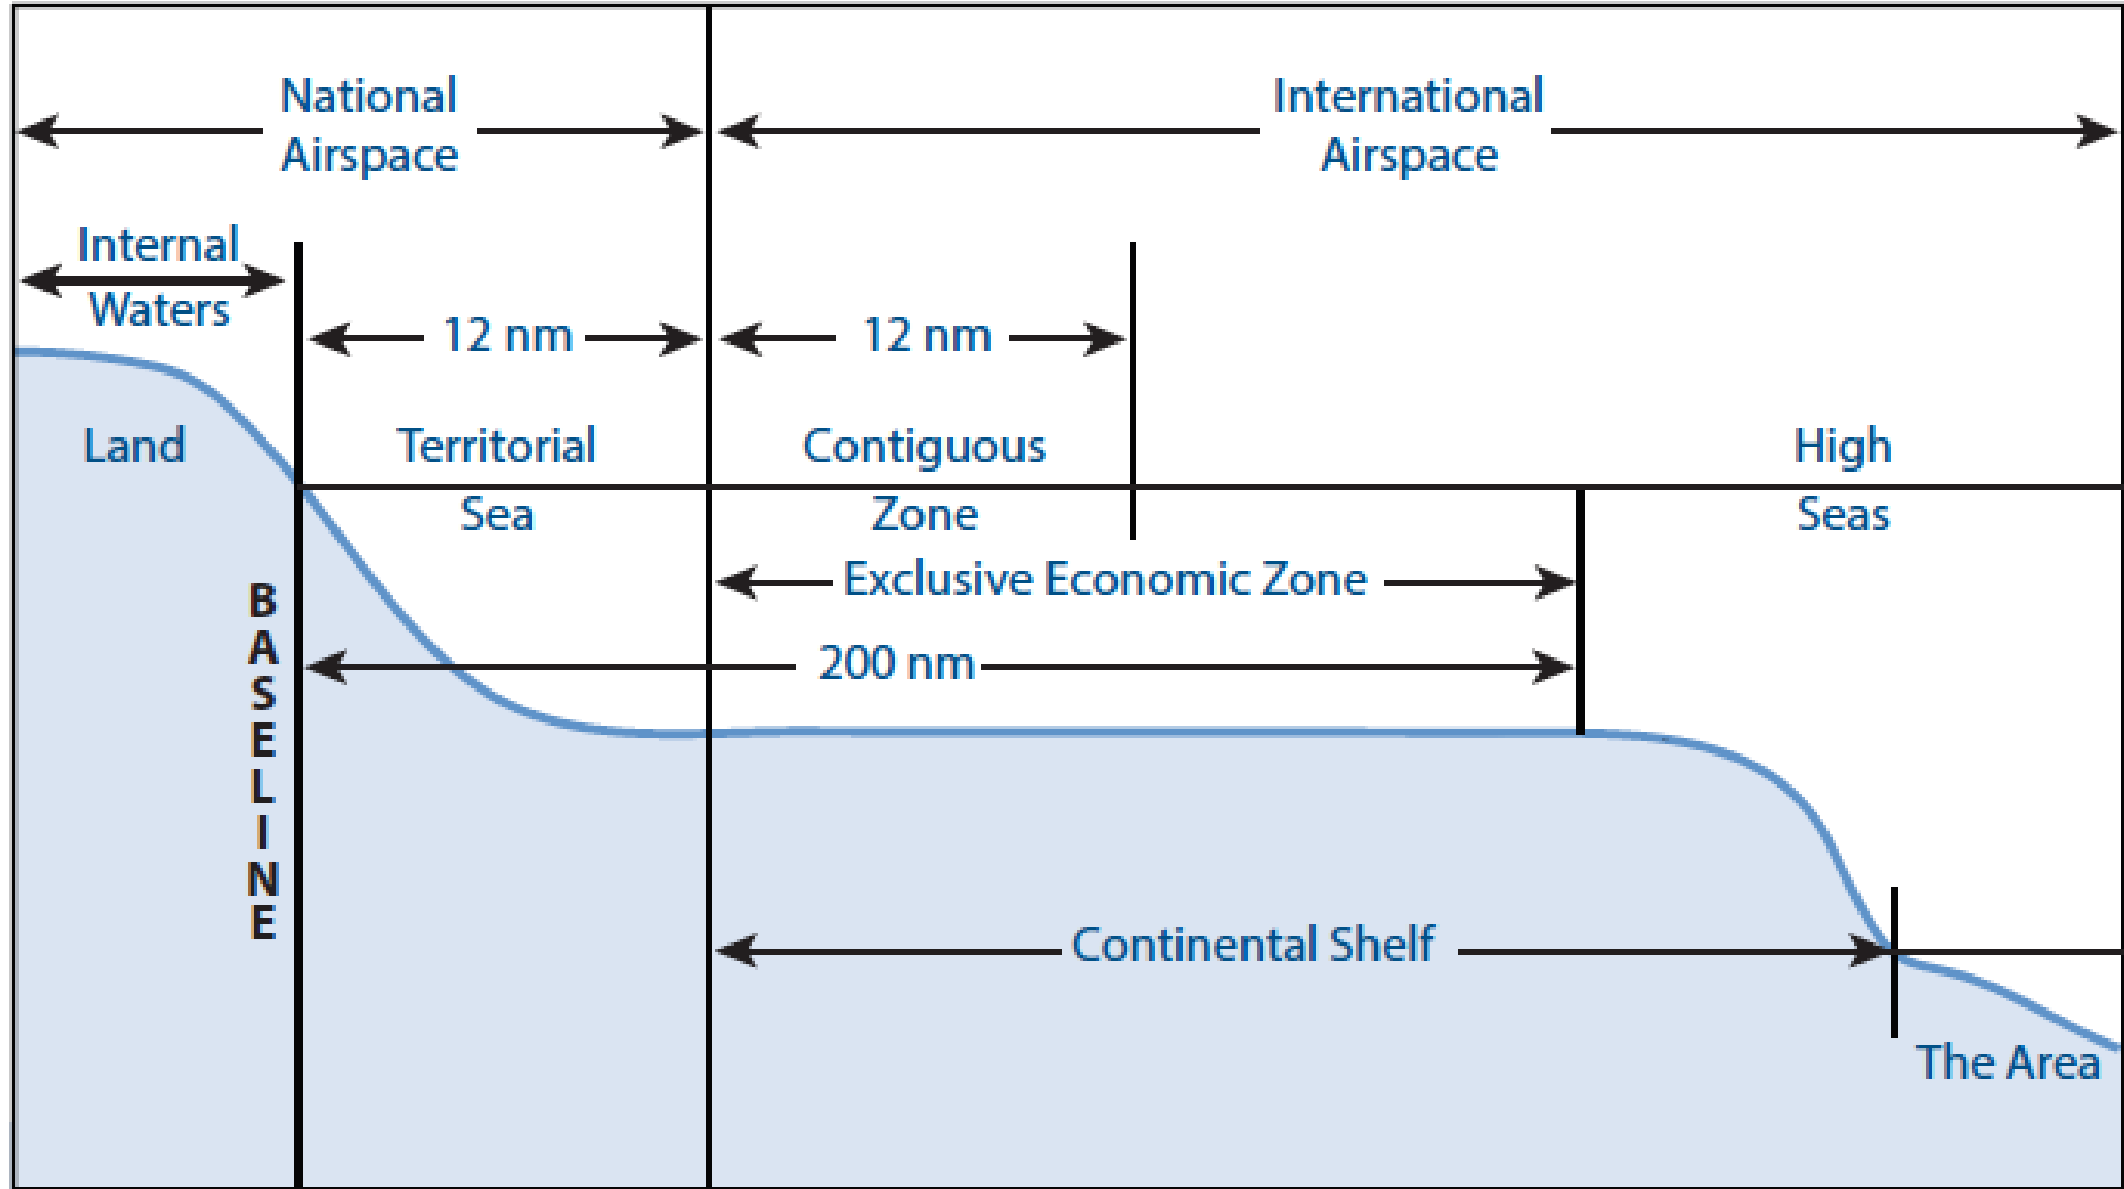 National
Airspace
International
Airspace
Internal
Waters
12 nm
12 nm
Land
Territorial
Sea
Contiguous
Zone
High
Seas
Exclusive Economic Zone
200 nm
BASELINE
Continental Shelf
The Area